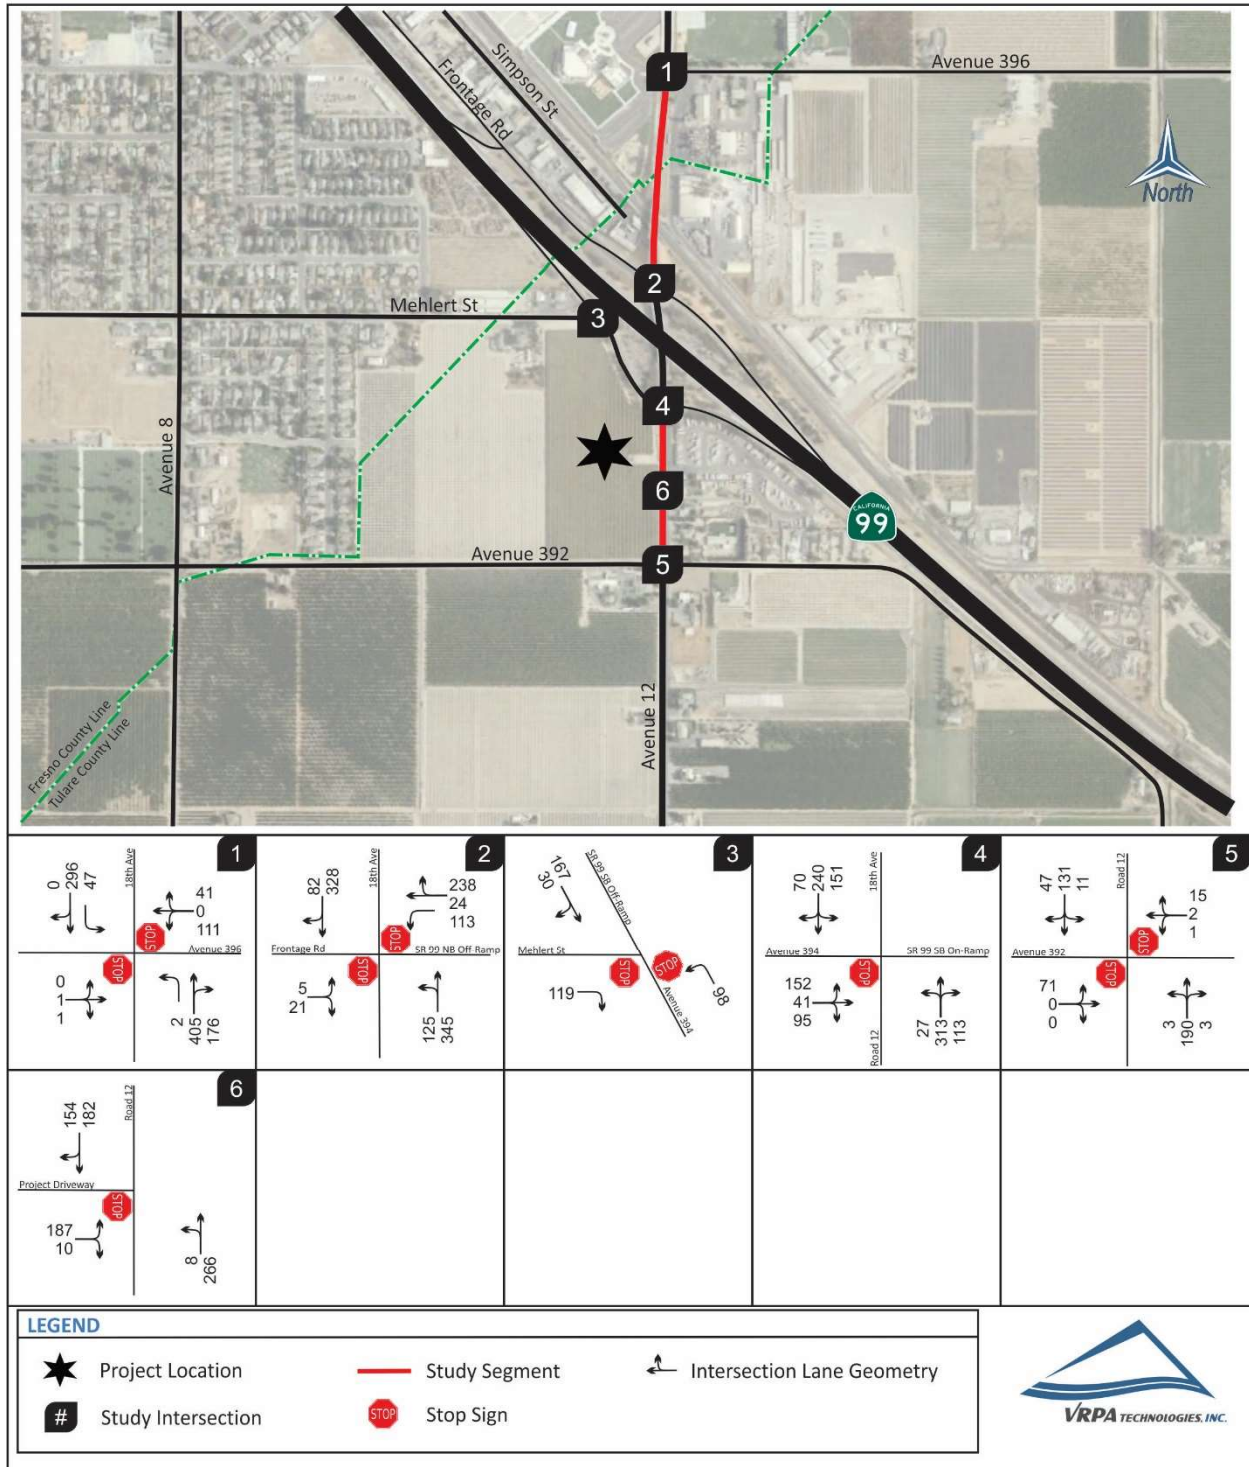 Simpson St
Frontage Rd
1
Avenue 396
North
2
Mehlert St
3
4
Avenue 8
6
CALIFORNIA
99
Avenue 392
5
Avenue 12
Fresno County Line
Tulare County Line
1
18th Ave
0
296
47
41
0
111
STOP
Avenue 396
STOP
0
1
1
2
405
176
2
18th Ave
82
328
238
24
113
STOP
Frontage Rd
SR 99 NB Off-Ramp
STOP
5
21
125
345
3
SR 99 SB Off-Ramp
167
30
Mehlert St
STOP
STOP
119
98
Avenue 394
4
18th Ave
70
240
151
Avenue 394
SR 99 SB On-Ramp
STOP
152
41
95
27
313
113
Road 12
5
Road 12
47
131
11
15
2
1
STOP
Avenue 392
STOP
71
0
0
3
190
3
6
Road 12
154
182
Project Driveway
STOP
187
10
8
266
LEGEND
Project Location
Study Segment
Intersection Lane Geometry
# Study Intersection
STOP Stop Sign
VRPA TECHNOLOGIES, INC.